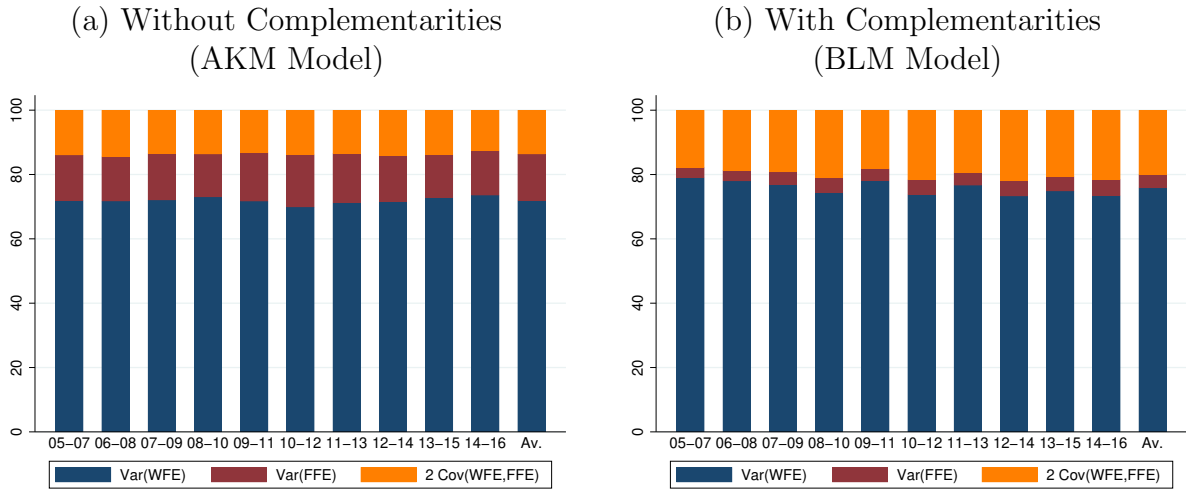 (a) Without Complementarities
(AKM Model)
100
80
60
40
20
0
05−07 06−08 07−09 08−10 09−11 10−12 11−13 12−14 13−15 14−16 Av.
Var(WFE) Var(FFE) 2 Cov(WFE,FFE)
(b) With Complementarities
(BLM Model)
100
80
60
40
20
0
05−07 06−08 07−09 08−10 09−11 10−12 11−13 12−14 13−15 14−16 Av.
Var(WFE) Var(FFE) 2 Cov(WFE,FFE)